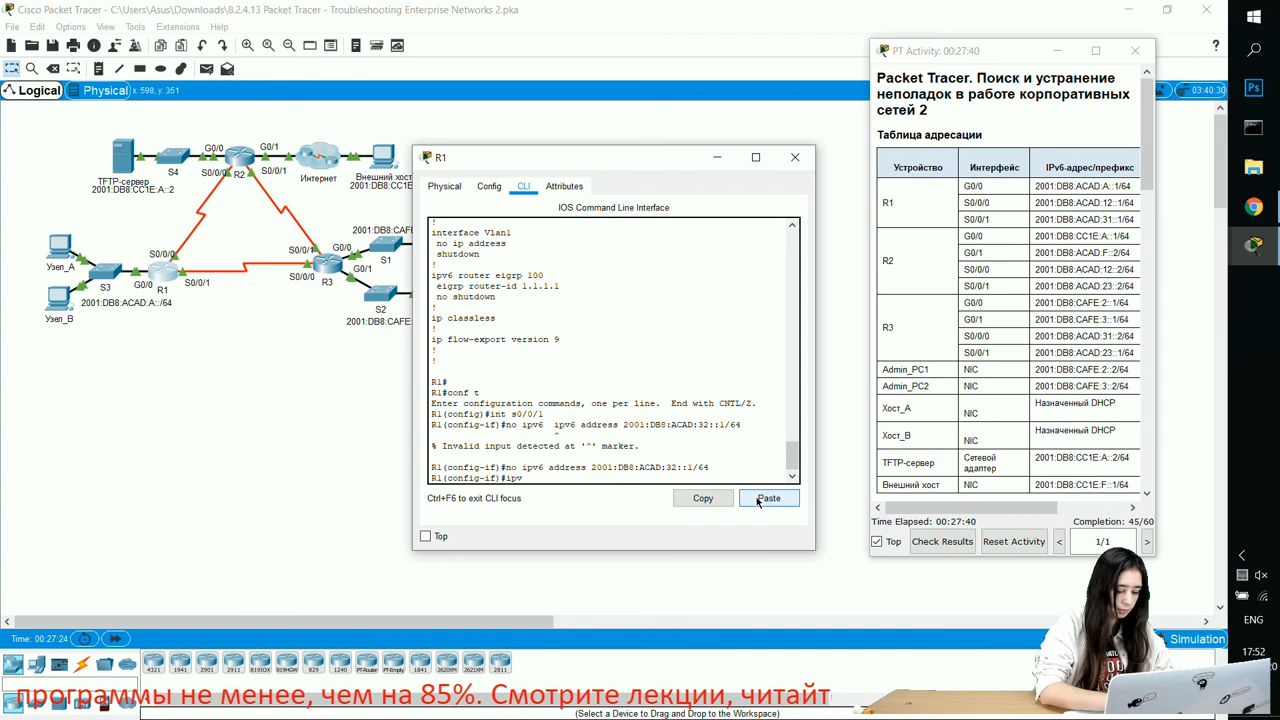 Cisco Packet Tracer - C:\Users\Asus\Downloads\8.2.4.13 Packet Tracer - Troubleshooting Enterprise Networks 2.pka
File Edit Options View Tools Extensions Help
Logical Physical x: 598, y: 351
03:40:30
G0/0
G0/1
S4
S0/0/0
R2
S0/0/1
Интернет
TFTP-сервер
2001:DB8:CC1E:A::2
Внешний хост
2001:DB8:CC1E
2001:DB8:CAFE
S0/0/1
G0/0
S1
Узел_A
S0/0/0
S3
G0/0
R1
S0/0/1
S0/0/0
R3
G0/1
S2
2001:DB8:ACAD:A::/64
Узел_B
2001:DB8:CAFE:
R1
Physical Config CLI Attributes
IOS Command Line Interface
!
interface Vlan1
no ip address
shutdown
!
ipv6 router eigrp 100
eigrp router-id 1.1.1.1
no shutdown
!
ip classless
!
ip flow-export version 9
!
!
R1#
R1#conf t
Enter configuration commands, one per line. End with CNTL/Z.
R1(config)#int s0/0/1
R1(config-if)#no ipv6 ipv6 address 2001:DB8:ACAD:32::1/64
^
% Invalid input detected at '^' marker.
R1(config-if)#no ipv6 address 2001:DB8:ACAD:32::1/64
R1(config-if)#ipv
Ctrl+F6 to exit CLI focus
Copy
Paste
Top
PT Activity: 00:27:40
Packet Tracer. Поиск и устранение
неполадок в работе корпоративных
сетей 2
Таблица адресации
Устройство Интерфейс IPv6-адрес/префикс
R1 G0/0 2001:DB8:ACAD:A::1/64
S0/0/0 2001:DB8:ACAD:12::1/64
S0/0/1 2001:DB8:ACAD:31::1/64
R2 G0/0 2001:DB8:CC1E:A::1/64
G0/1 2001:DB8:ACAD:F::2/64
S0/0/0 2001:DB8:ACAD:12::2/64
S0/0/1 2001:DB8:ACAD:23::2/64
R3 G0/0 2001:DB8:CAFE:2::1/64
G0/1 2001:DB8:CAFE:3::1/64
S0/0/0 2001:DB8:ACAD:31::2/64
S0/0/1 2001:DB8:ACAD:23::1/64
Admin_PC1 NIC 2001:DB8:CAFE:2::2/64
Admin_PC2 NIC 2001:DB8:CAFE:3::2/64
Хост_A NIC Назначенный DHCP
Хост_B NIC Назначенный DHCP
TFTP-сервер Сетевой адаптер 2001:DB8:CC1E:A::2/64
Внешний хост NIC 2001:DB8:CC1E:F::1/64
Time Elapsed: 00:27:40 Completion: 45/60
Top Check Results Reset Activity < 1/1 >
Time: 00:27:24
Simulation
4321 1941 2901 2911 819IOX 819HGW 829 1240 PT-Router PT-Empty 1841 2620XM 2621XM 2811
программы не менее, чем на 85%. Смотрите лекции, читайт
(Select a Device to Drag and Drop to the Workspace)
Ps
ENG
17:52